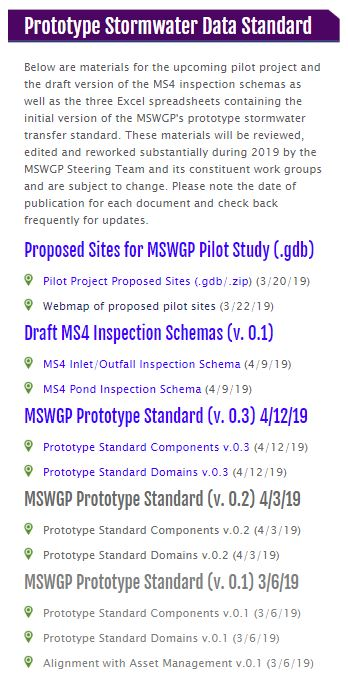 Prototype Stormwater Data Standard
Below are materials for the upcoming pilot project and
the draft version of the MS4 inspection schemas as
well as the three Excel spreadsheets containing the
initial version of the MSWGP's prototype stormwater
transfer standard. These materials will be reviewed,
edited and reworked substantially during 2019 by the
MSWGP Steering Team and its constituent work groups
and are subject to change. Please note the date of
publication for each document and check back
frequently for updates.
Proposed Sites for MSWGP Pilot Study (.gdb)
Pilot Project Proposed Sites (.gdb/.zip) (3/20/19)
Webmap of proposed pilot sites (3/22/19)
Draft MS4 Inspection Schemas (v. 0.1)
MS4 Inlet/Outfall Inspection Schema (4/9/19)
MS4 Pond Inspection Schema (4/9/19)
MSWGP Prototype Standard (v. 0.3) 4/12/19
Prototype Standard Components v.0.3 (4/12/19)
Prototype Standard Domains v.0.3 (4/12/19)
MSWGP Prototype Standard (v. 0.2) 4/3/19
Prototype Standard Components v.0.2 (4/3/19)
Prototype Standard Domains v.0.2 (4/3/19)
MSWGP Prototype Standard (v. 0.1) 3/6/19
Prototype Standard Components v.0.1 (3/6/19)
Prototype Standard Domains v.0.1 (3/6/19)
Alignment with Asset Management v.0.1 (3/6/19)